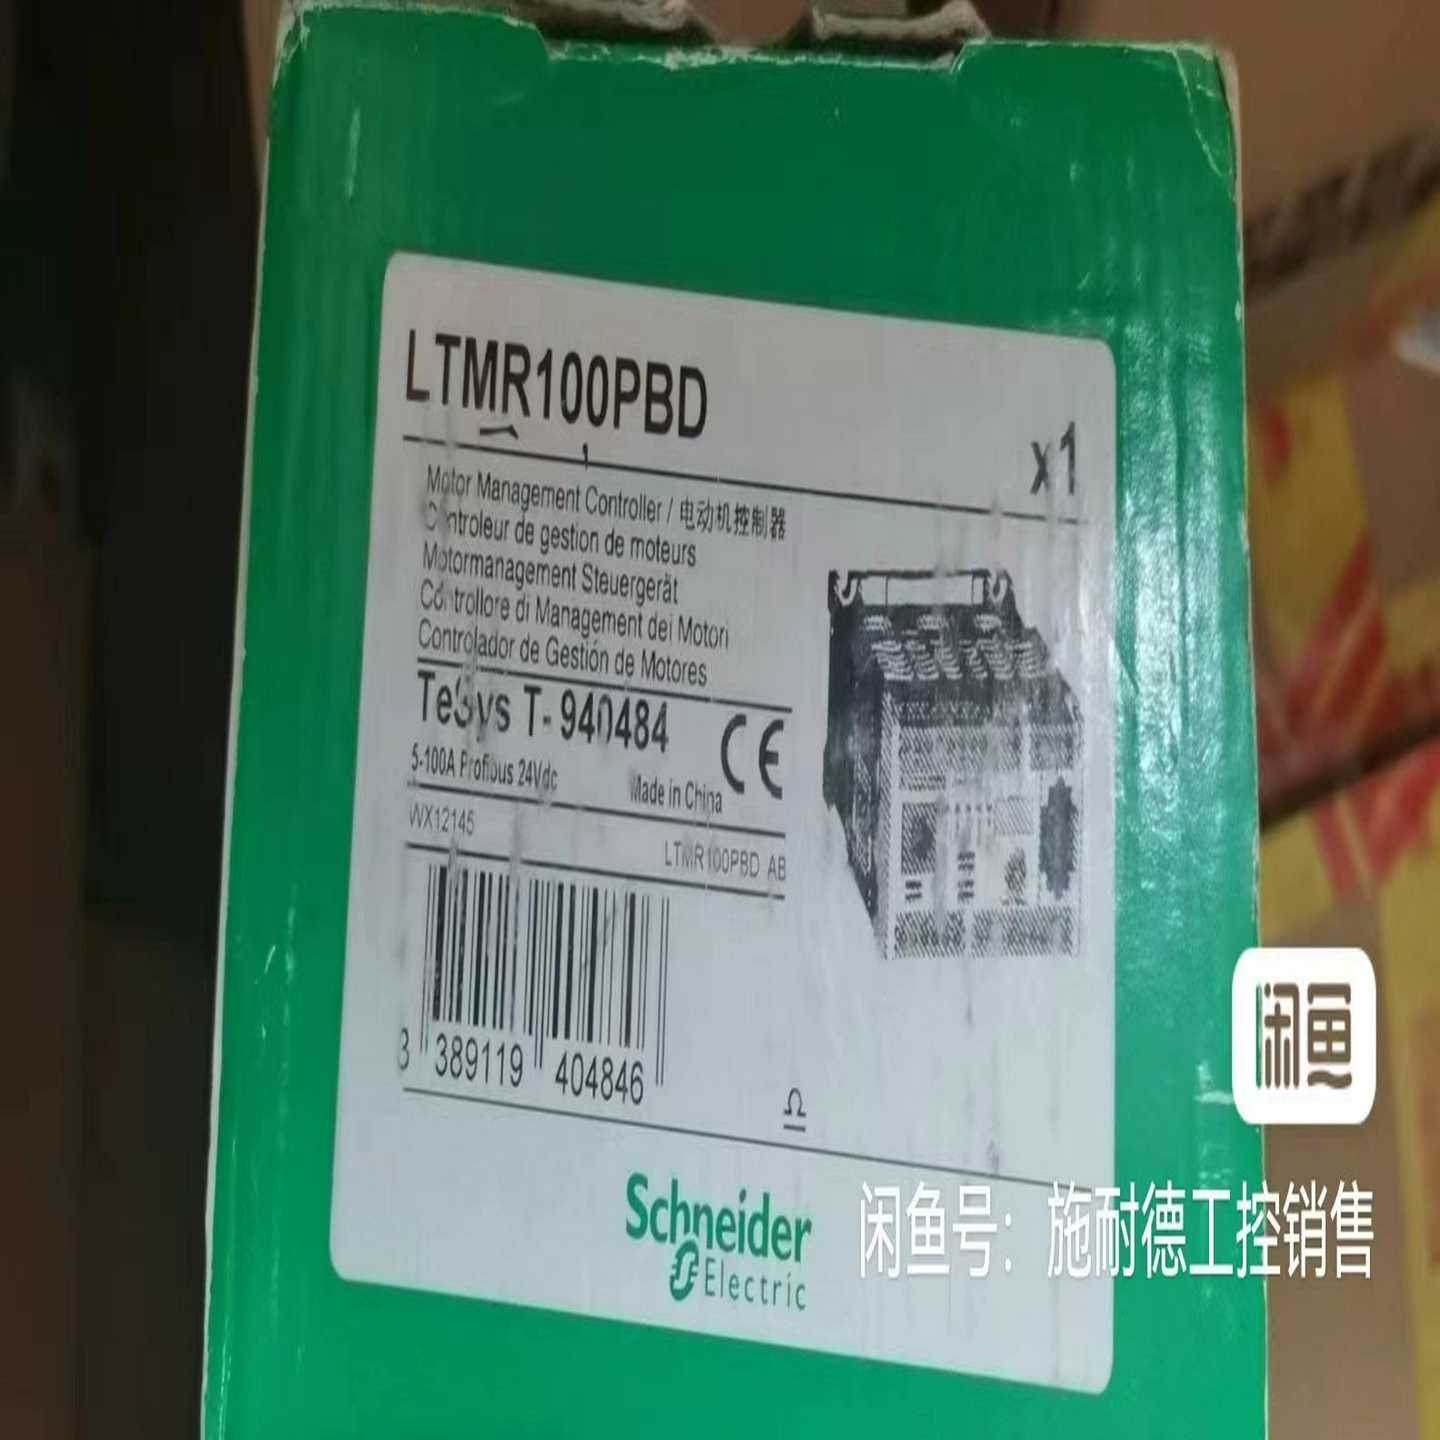 LTMR100PBD
x1
Motor Management Controller / 电动机控制器
Controleur de gestion de moteurs
Motormanagement Steuergerät
Controllore di Management dei Motori
Controlador de Gestión de Motores
TeSys T- 940484
CE
5-100A Profibus 24Vdc
Made in China
WX12145
LTMR100PBD AB
3 389119 404846
Ω
Schneider
Electric
闲鱼
闲鱼号：施耐德工控销售